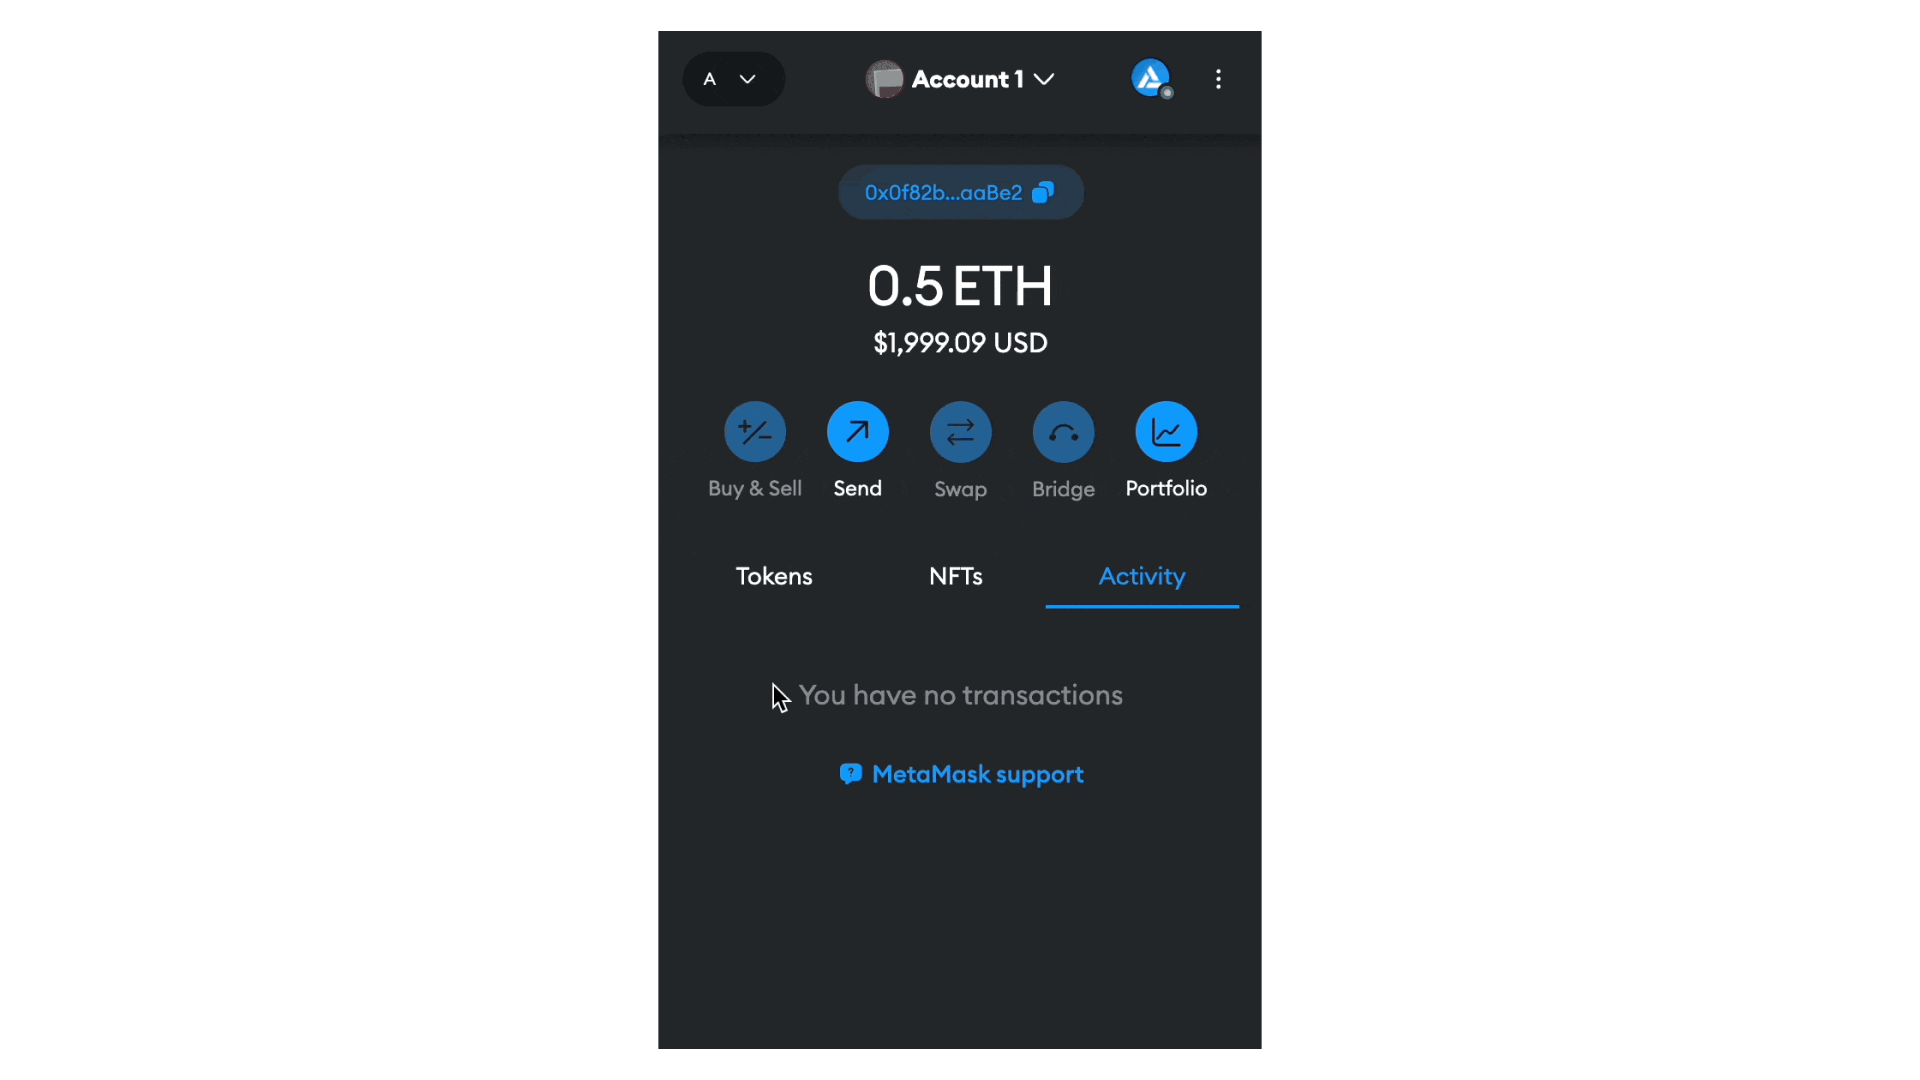 A
Account 1
0x0f82b...aaBe2
0.5 ETH
$1,999.09 USD
Buy & Sell Send Swap Bridge Portfolio
Tokens NFTs Activity
You have no transactions
MetaMask support